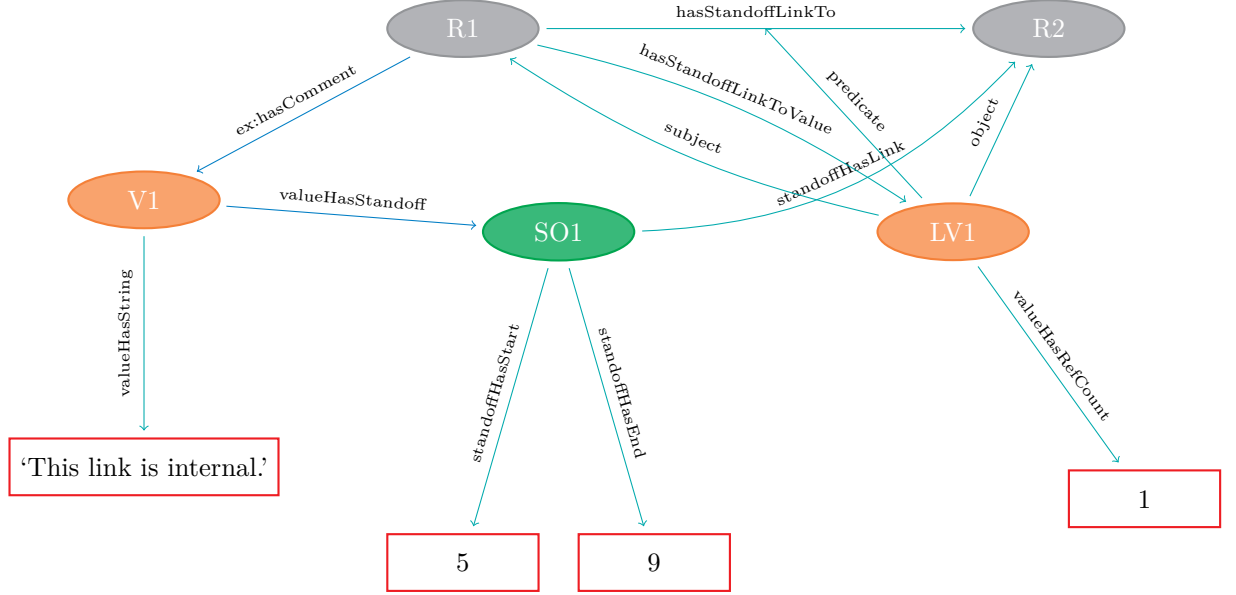 hasStandoffLinkTo
R1
R2
hasStandoffLinkToValue
ex:hasComment
predicate
object
subject
standoffHasLink
V1
valueHasStandoff
SO1
LV1
valueHasString
standoffHasStart
standoffHasEnd
valueHasRefCount
‘This link is internal.’
1
5
9